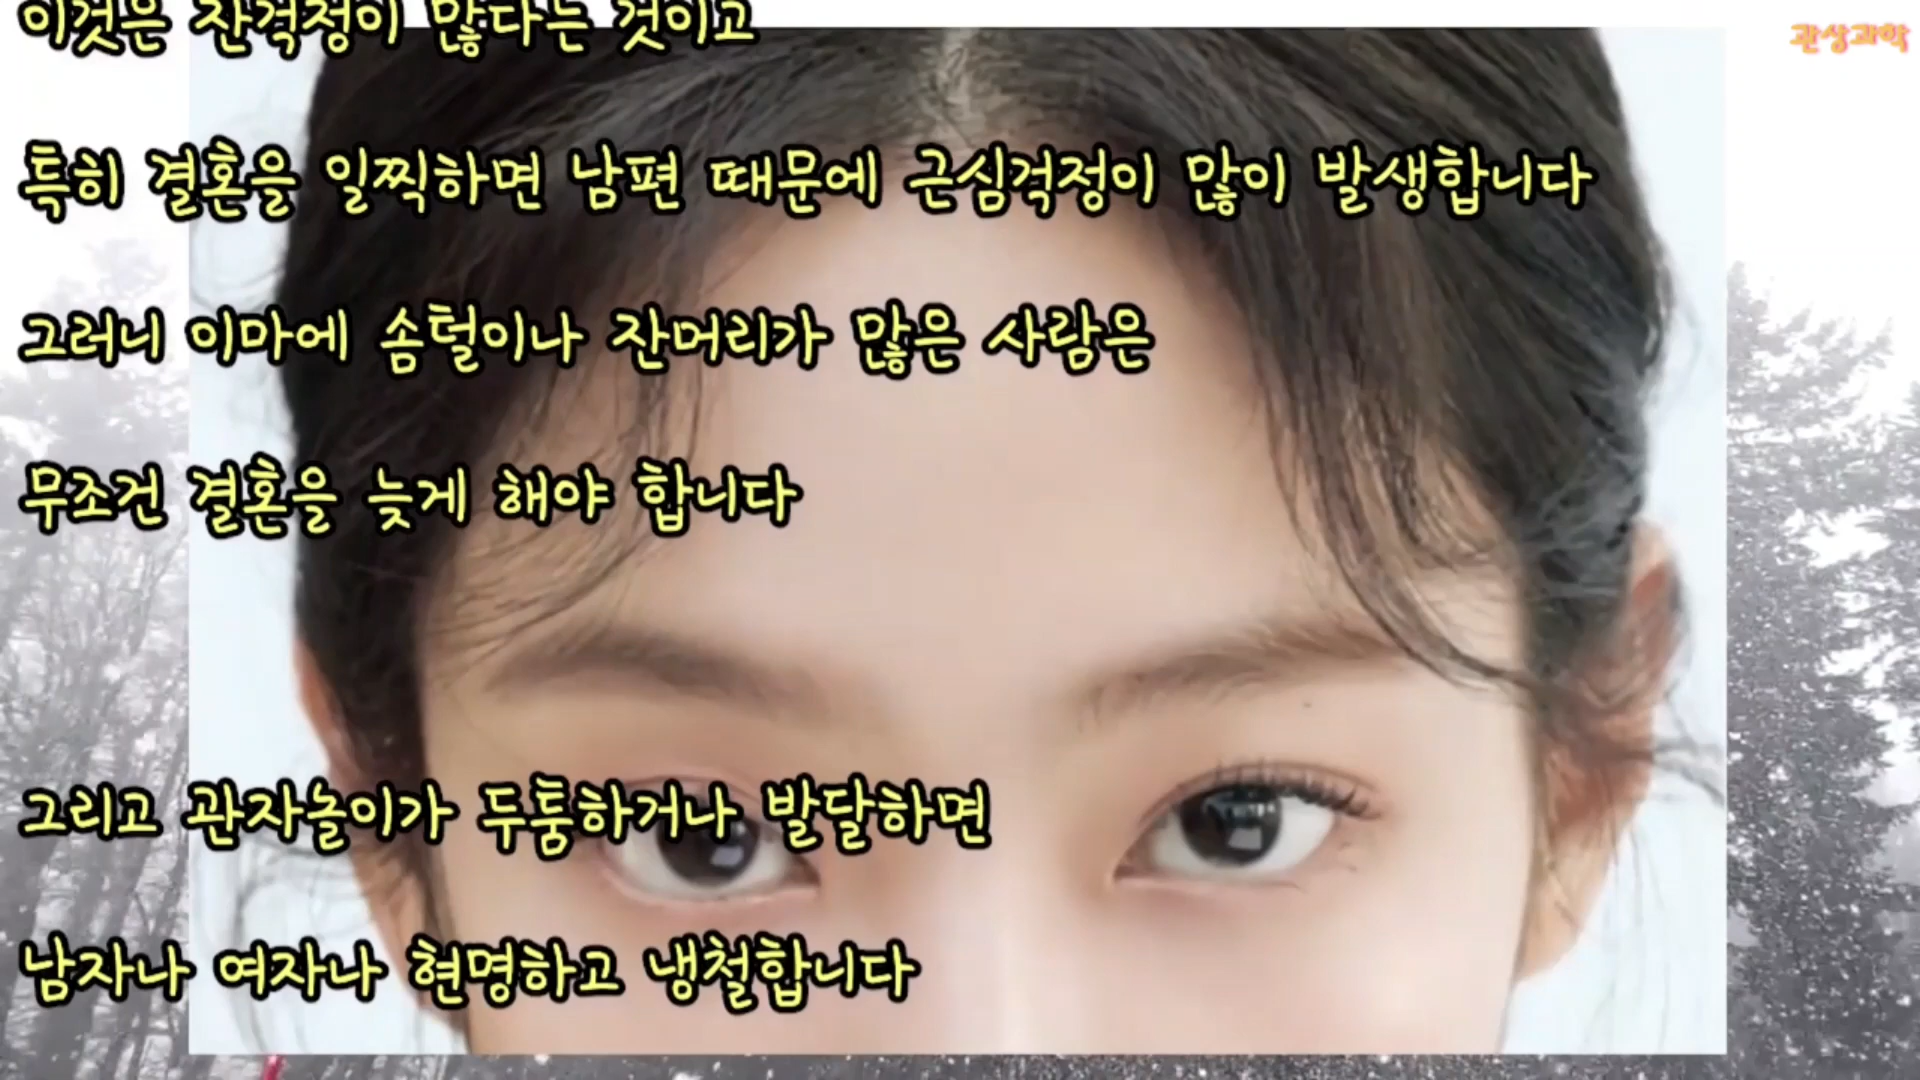 이것은 잔걱정이 많다는 것이고
관상과학
특히 결혼을 일찍하면 남편 때문에 근심걱정이 많이 발생합니다
그러니 이마에 솜털이나 잔머리가 많은 사람은
무조건 결혼을 늦게 해야 합니다
그리고 관자놀이가 두툼하거나 발달하면
남자나 여자나 현명하고 냉철합니다